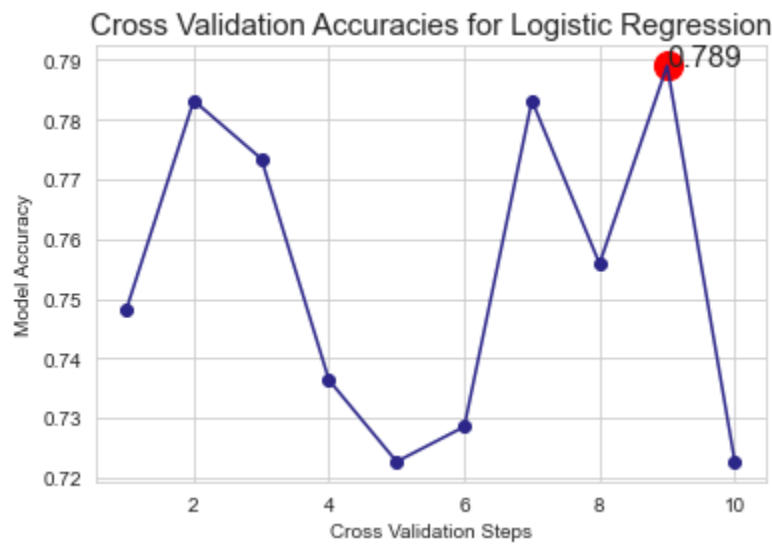 Cross Validation Accuracies for Logistic Regression
0.789
0.79
0.78
0.77
0.76
0.75
0.74
0.73
0.72
Model Accuracy
2 4 6 8 10
Cross Validation Steps